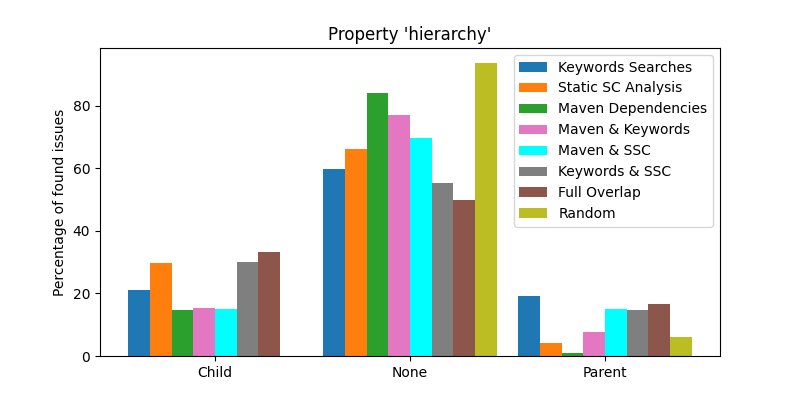 Property 'hierarchy'
Percentage of found issues
80
60
40
20
0
Child
None
Parent
Keywords Searches
Static SC Analysis
Maven Dependencies
Maven & Keywords
Maven & SSC
Keywords & SSC
Full Overlap
Random